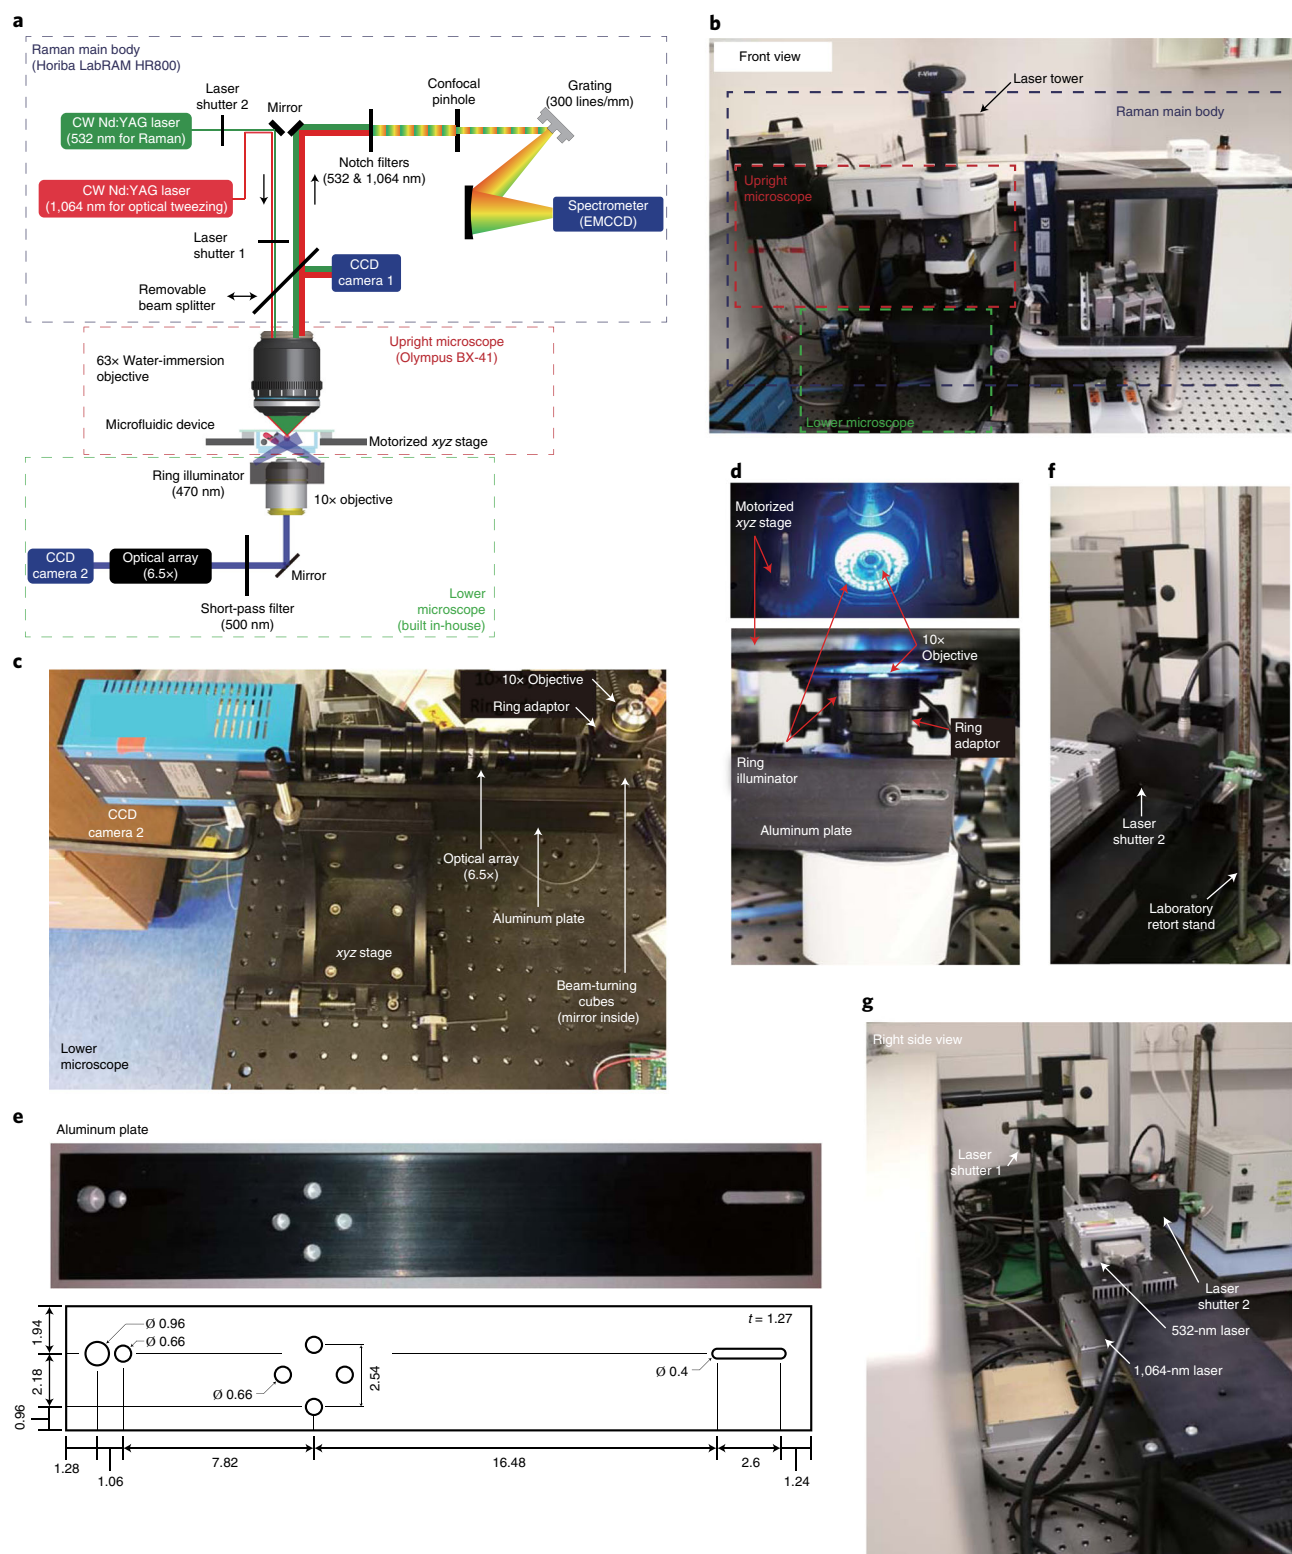 a
Raman main body
(Horiba LabRAM HR800)
Laser
shutter 2
Mirror
Confocal
pinhole
Grating
(300 lines/mm)
CW Nd:YAG laser
(532 nm for Raman)
Notch filters
(532 & 1,064 nm)
CW Nd:YAG laser
(1,064 nm for optical tweezing)
Spectrometer
(EMCCD)
Laser
shutter 1
CCD
camera 1
Removable
beam splitter
Upright microscope
(Olympus BX-41)
63× Water-immersion
objective
Microfluidic device
Motorized xyz stage
Ring illuminator
(470 nm)
10× objective
CCD
camera 2
Optical array
(6.5×)
Mirror
Short-pass filter
(500 nm)
Lower
microscope
(built in-house)
b
Front view
F-View
Laser tower
Raman main body
Upright
microscope
Lower microscope
c
10× Objective
Ring adaptor
CCD
camera 2
Optical array
(6.5×)
Aluminum plate
xyz stage
Beam-turning
cubes
(mirror inside)
Lower
microscope
d
Motorized
xyz stage
10×
Objective
Ring
adaptor
Ring
illuminator
Aluminum plate
f
ventus
Laser
shutter 2
Laboratory
retort stand
e
Aluminum plate
1.94
Ø 0.96
Ø 0.66
t = 1.27
2.18
Ø 0.66
2.54
Ø 0.4
0.96
1.28
1.06
7.82
16.48
2.6
1.24
g
Right side view
Laser
shutter 1
ventus
Laser
shutter 2
532-nm laser
1,064-nm laser